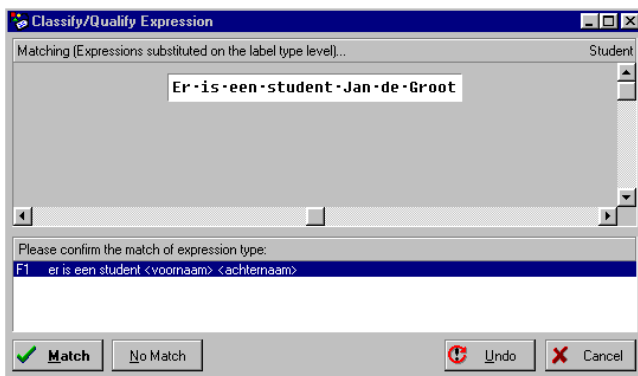 Classify/Qualify Expression
Matching (Expressions substituted on the label type level)... Student
Er·is·een·student·Jan·de·Groot
Please confirm the match of expression type:
F1 er is een student <voornaam> <achternaam>
Match No Match Undo Cancel